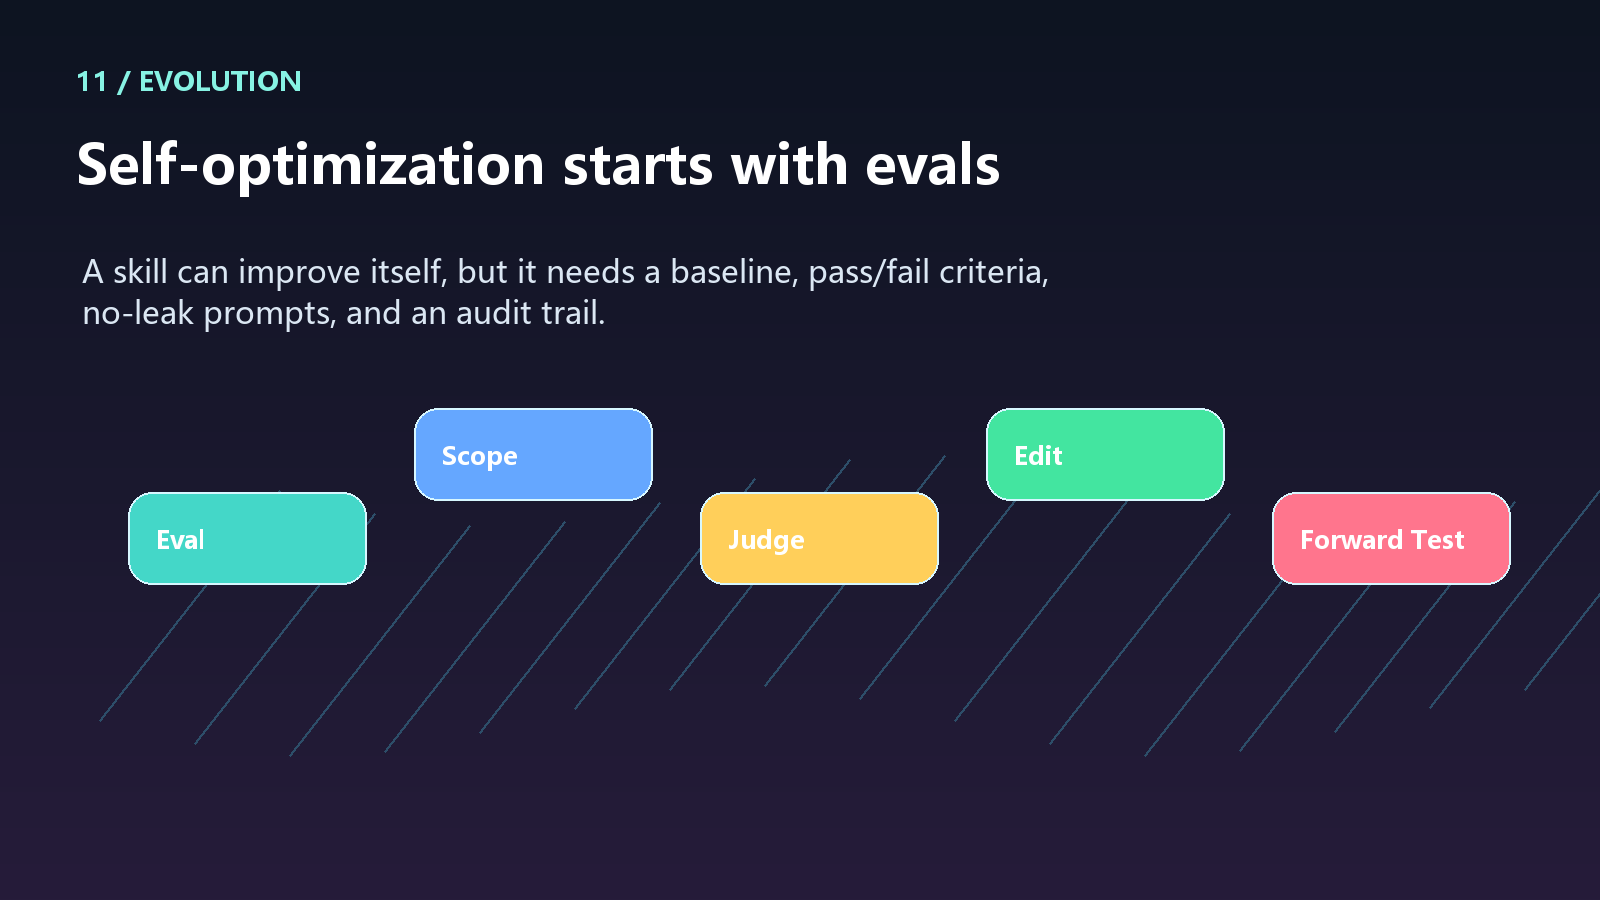 11 / EVOLUTION
Self-optimization starts with evals
A skill can improve itself, but it needs a baseline, pass/fail criteria,
no-leak prompts, and an audit trail.
Eval
Scope
Judge
Edit
Forward Test